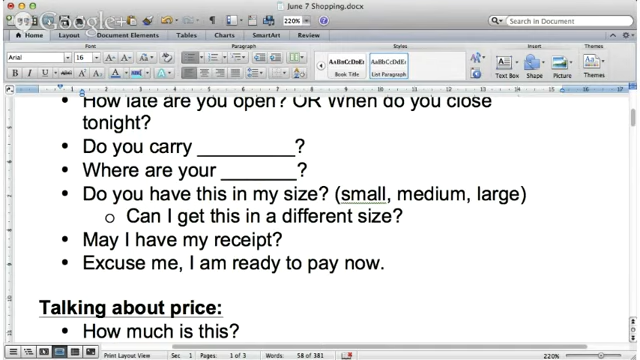 June 7 Shopping.docx
Google+
220%
Search in Document
Home
Layout
Document Elements
Tables
Charts
SmartArt
Review
Font
Paragraph
Styles
Insert
Themes
Arial
16
AaBbCcDdEe
AaBbCcDdEe
Book Title
List Paragraph
Text Box
Shape
Picture
Themes
• How late are you open? OR When do you close
tonight?
• Do you carry __________?
• Where are your ________?
• Do you have this in my size? (small, medium, large)
o Can I get this in a different size?
• May I have my receipt?
• Excuse me, I am ready to pay now.
Talking about price:
• How much is this?
Print Layout View
Sec 1
Pages: 1 of 3
Words: 58 of 381
220%